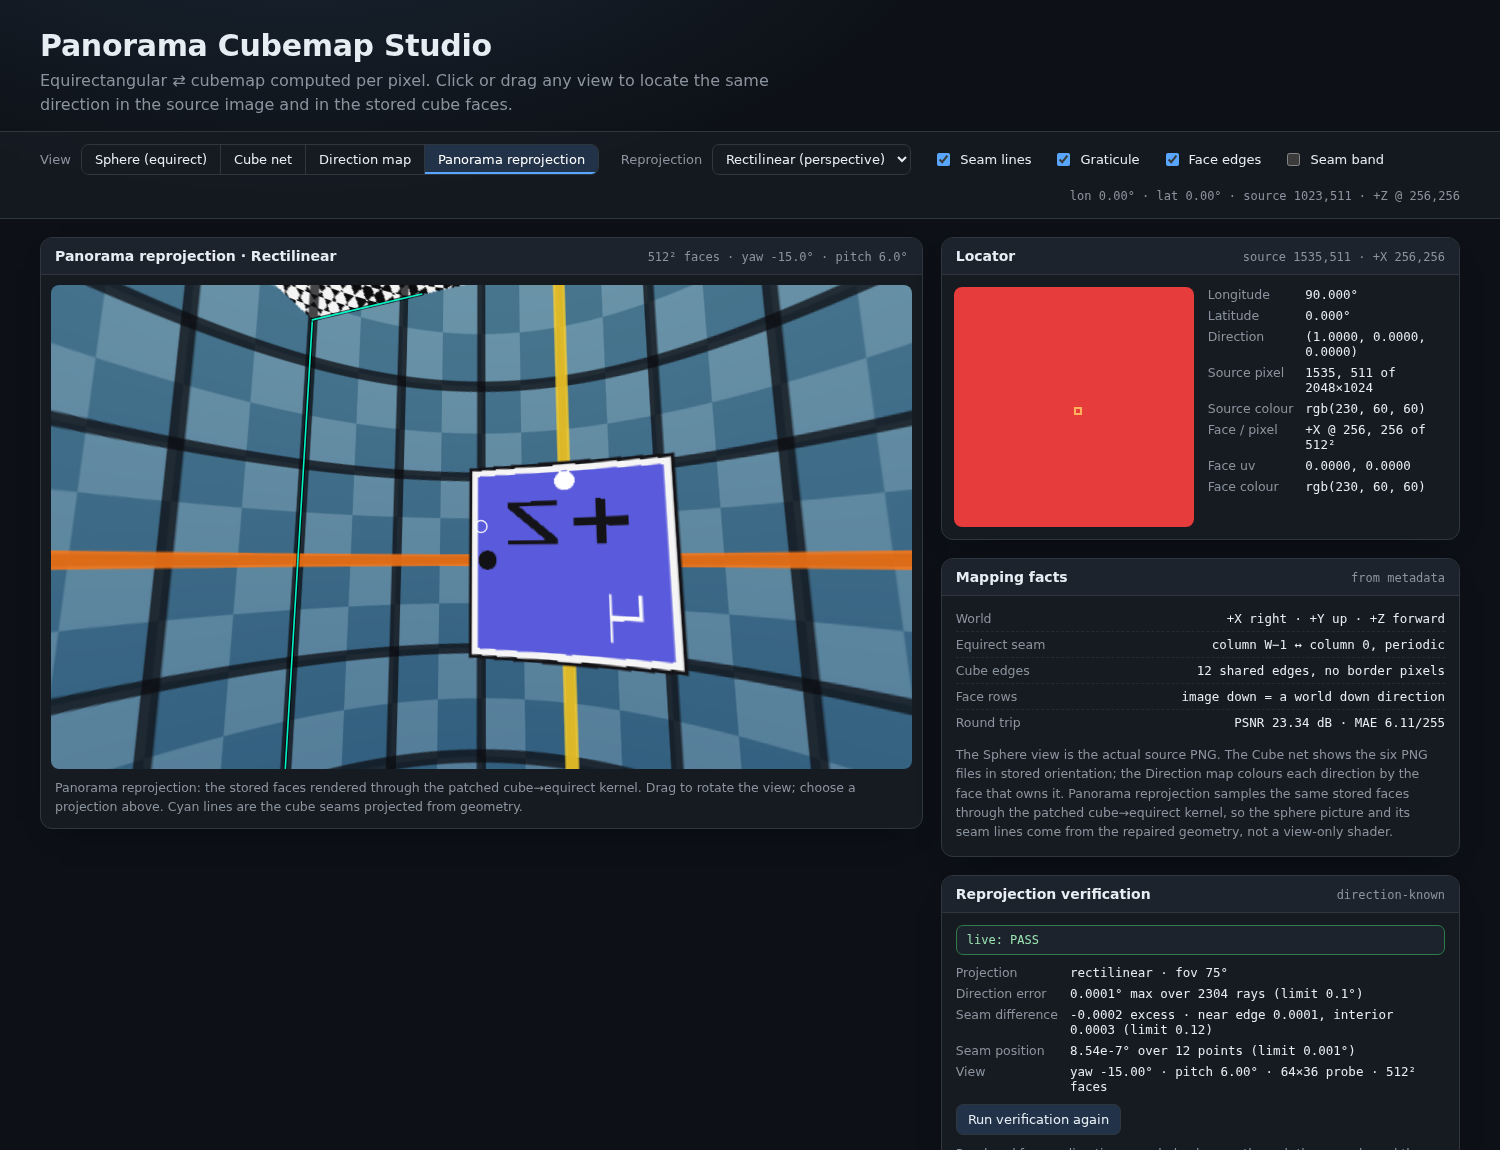 Panorama Cubemap Studio
Equirectangular ⇄ cubemap computed per pixel. Click or drag any view to locate the same
direction in the source image and in the stored cube faces.
View
Sphere (equirect)
Cube net
Direction map
Panorama reprojection
Reprojection
Rectilinear (perspective)
Seam lines
Graticule
Face edges
Seam band
lon 0.00° · lat 0.00° · source 1023,511 · +Z @ 256,256
Panorama reprojection · Rectilinear
512² faces · yaw -15.0° · pitch 6.0°
+Z
L
Panorama reprojection: the stored faces rendered through the patched cube→equirect kernel. Drag to rotate the view; choose a
projection above. Cyan lines are the cube seams projected from geometry.
Locator
source 1535,511 · +X 256,256
Longitude 90.000°
Latitude 0.000°
Direction (1.0000, 0.0000,
0.0000)
Source pixel 1535, 511 of
2048×1024
Source colour rgb(230, 60, 60)
Face / pixel +X @ 256, 256 of
512²
Face uv 0.0000, 0.0000
Face colour rgb(230, 60, 60)
Mapping facts
from metadata
World +X right · +Y up · +Z forward
Equirect seam column W−1 ↔ column 0, periodic
Cube edges 12 shared edges, no border pixels
Face rows image down = a world down direction
Round trip PSNR 23.34 dB · MAE 6.11/255
The Sphere view is the actual source PNG. The Cube net shows the six PNG
files in stored orientation; the Direction map colours each direction by the
face that owns it. Panorama reprojection samples the same stored faces
through the patched cube→equirect kernel, so the sphere picture and its
seam lines come from the repaired geometry, not a view-only shader.
Reprojection verification
direction-known
live: PASS
Projection rectilinear · fov 75°
Direction error 0.0001° max over 2304 rays (limit 0.1°)
Seam difference -0.0002 excess · near edge 0.0001, interior
0.0003 (limit 0.12)
Seam position 8.54e-7° over 12 points (limit 0.001°)
View yaw -15.00° · pitch 6.00° · 64×36 probe · 512²
faces
Run verification again